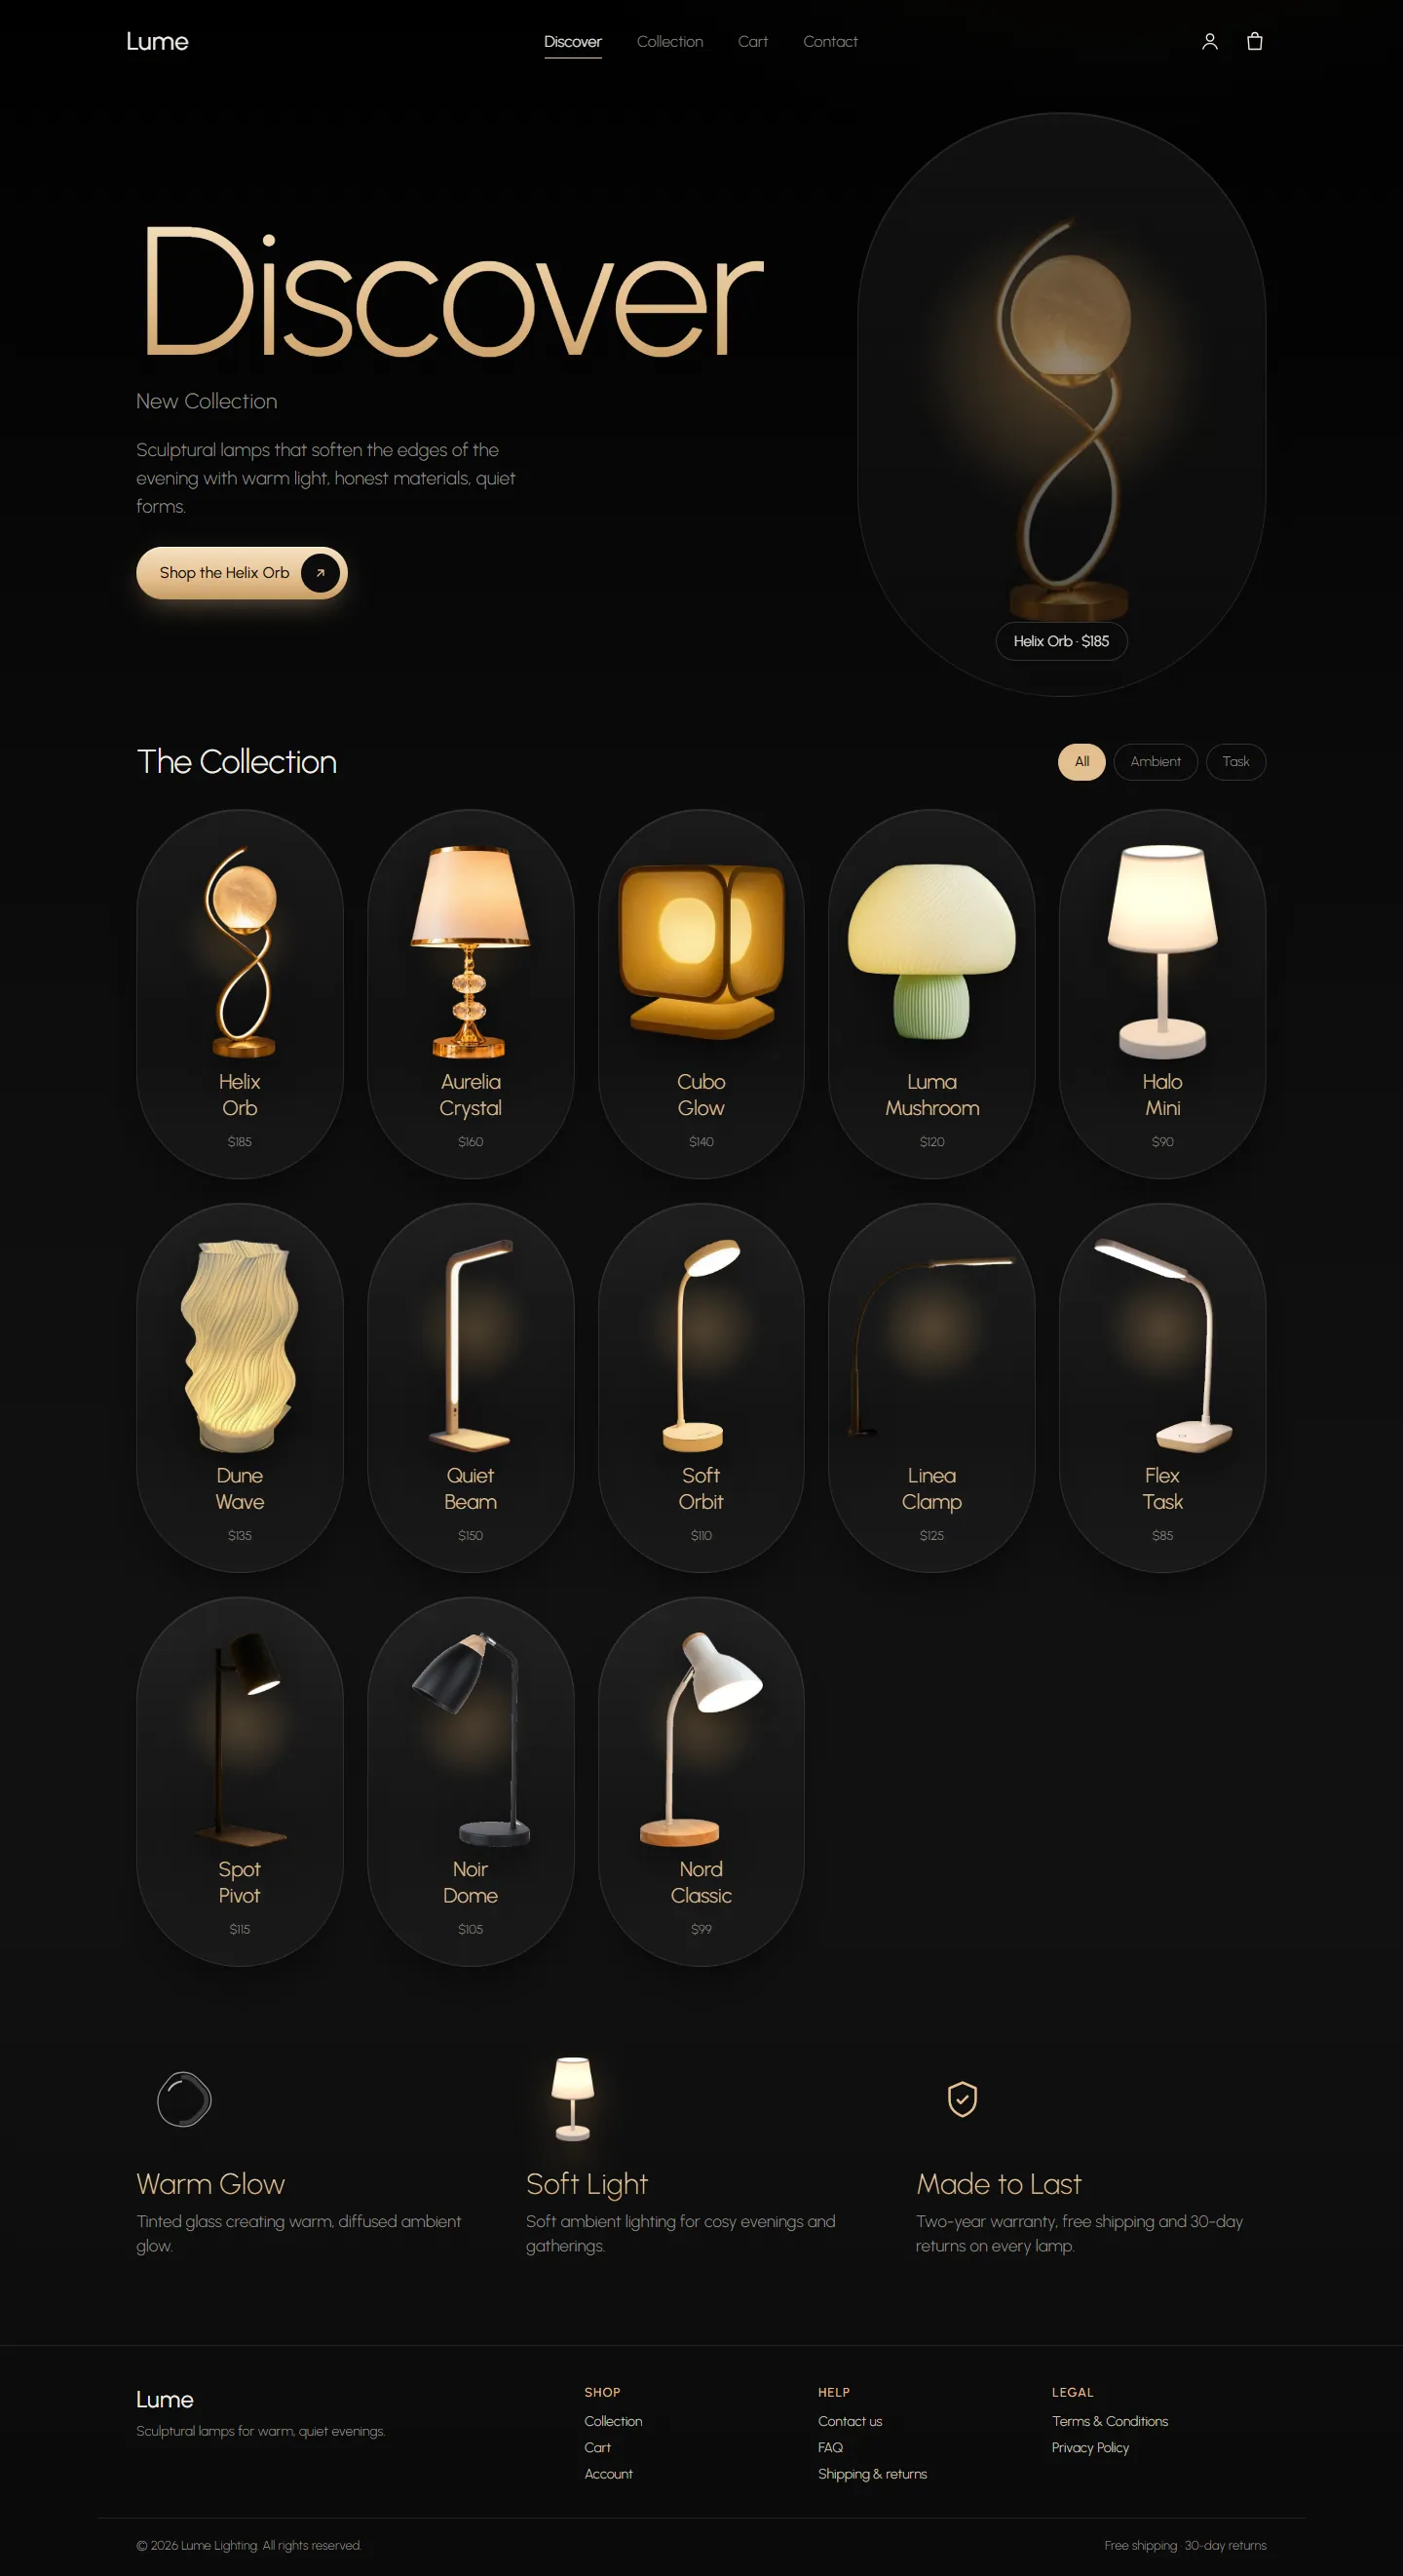 Lume
Discover
Collection
Cart
Contact
Discover
New Collection
Sculptural lamps that soften the edges of the
evening with warm light, honest materials, quiet
forms.
Shop the Helix Orb
Helix Orb · $185
The Collection
All
Ambient
Task
Helix
Orb
$185
Aurelia
Crystal
$160
Cubo
Glow
$140
Luma
Mushroom
$120
Halo
Mini
$90
Dune
Wave
$135
Quiet
Beam
$150
Soft
Orbit
$110
Linea
Clamp
$125
Flex
Task
$85
Spot
Pivot
$115
Noir
Dome
$105
Nord
Classic
$99
Warm Glow
Tinted glass creating warm, diffused ambient
glow.
Soft Light
Soft ambient lighting for cosy evenings and
gatherings.
Made to Last
Two-year warranty, free shipping and 30-day
returns on every lamp.
Lume
Sculptural lamps for warm, quiet evenings.
SHOP
Collection
Cart
Account
HELP
Contact us
FAQ
Shipping & returns
LEGAL
Terms & Conditions
Privacy Policy
© 2026 Lume Lighting. All rights reserved.
Free shipping · 30-day returns